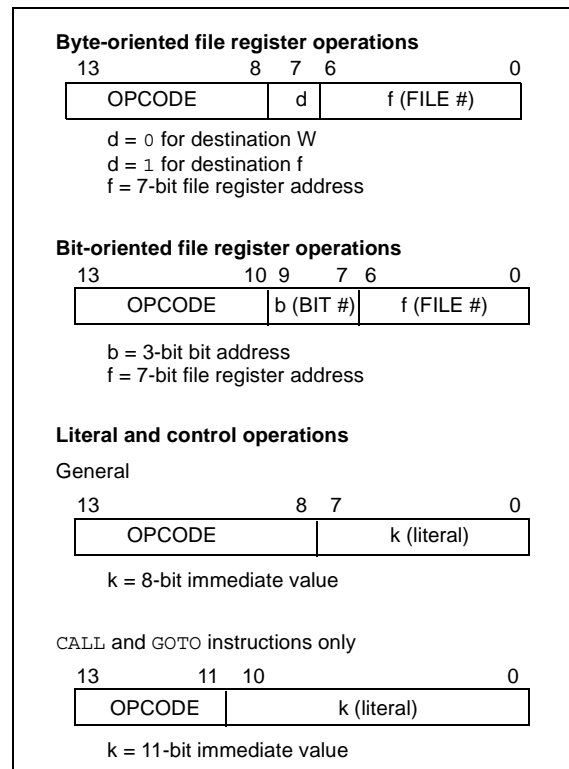 Byte-oriented file register operations
13 8 7 6 0
OPCODE d f (FILE #)
d = 0 for destination W
d = 1 for destination f
f = 7-bit file register address
Bit-oriented file register operations
13 10 9 7 6 0
OPCODE b (BIT #) f (FILE #)
b = 3-bit bit address
f = 7-bit file register address
Literal and control operations
General
13 8 7 0
OPCODE k (literal)
k = 8-bit immediate value
CALL and GOTO instructions only
13 11 10 0
OPCODE k (literal)
k = 11-bit immediate value